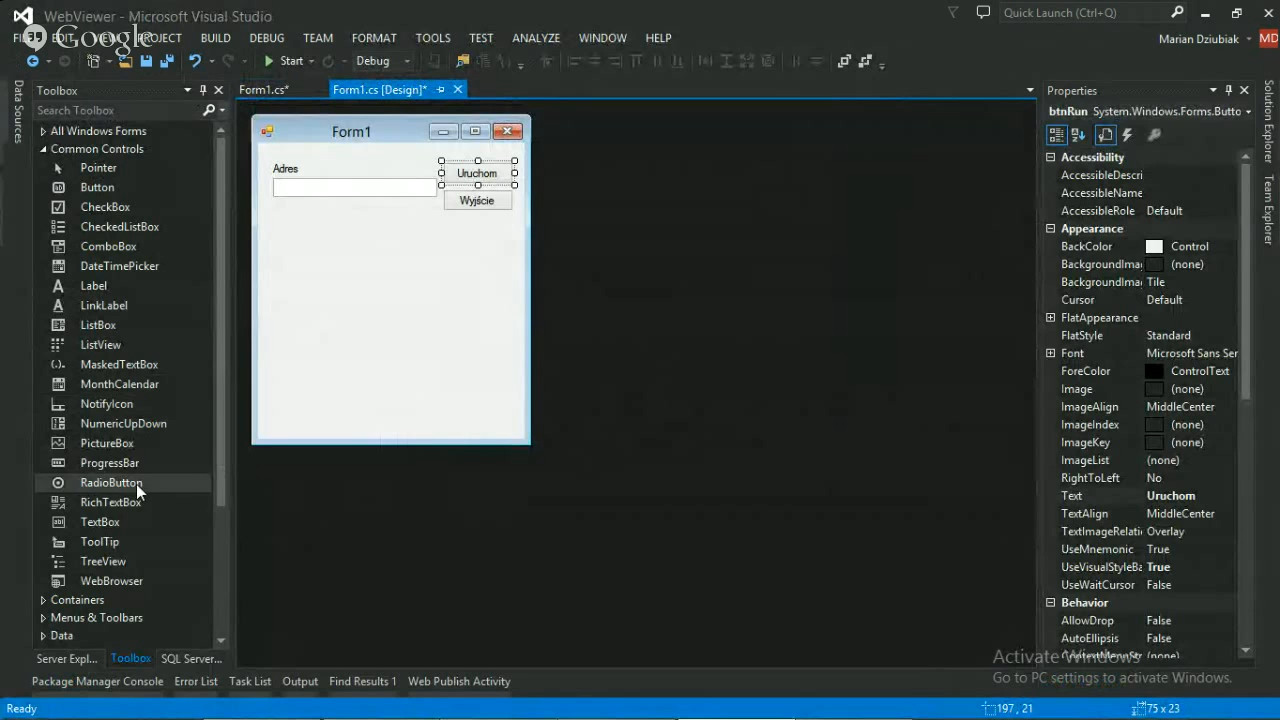 WebViewer - Microsoft Visual Studio
Quick Launch (Ctrl+Q)
Google
PROJECT BUILD DEBUG TEAM FORMAT TOOLS TEST ANALYZE WINDOW HELP
Marian Dziubiak MD
Start Debug
Data Sources
Toolbox
Search Toolbox
All Windows Forms
Common Controls
Pointer
Button
CheckBox
CheckedListBox
ComboBox
DateTimePicker
Label
LinkLabel
ListBox
ListView
MaskedTextBox
MonthCalendar
NotifyIcon
NumericUpDown
PictureBox
ProgressBar
RadioButton
RichTextBox
TextBox
ToolTip
TreeView
WebBrowser
Containers
Menus & Toolbars
Data
Server Expl... Toolbox SQL Server...
Form1.cs* Form1.cs [Design]*
Form1
Adres
Uruchom
Wyjście
Properties
btnRun System.Windows.Forms.Butto
Accessibility
AccessibleDescri
AccessibleName
AccessibleRole Default
Appearance
BackColor Control
BackgroundIma (none)
BackgroundIma Tile
Cursor Default
FlatAppearance
FlatStyle Standard
Font Microsoft Sans Ser
ForeColor ControlText
Image (none)
ImageAlign MiddleCenter
ImageIndex (none)
ImageKey (none)
ImageList (none)
RightToLeft No
Text Uruchom
TextAlign MiddleCenter
TextImageRelati Overlay
UseMnemonic True
UseVisualStyleBa True
UseWaitCursor False
Behavior
AllowDrop False
AutoEllipsis False
ContextMenuStr (none)
Solution Explorer
Team Explorer
Activate Windows
Go to PC settings to activate Windows.
Package Manager Console Error List Task List Output Find Results 1 Web Publish Activity
Ready 197 , 21 75 x 23